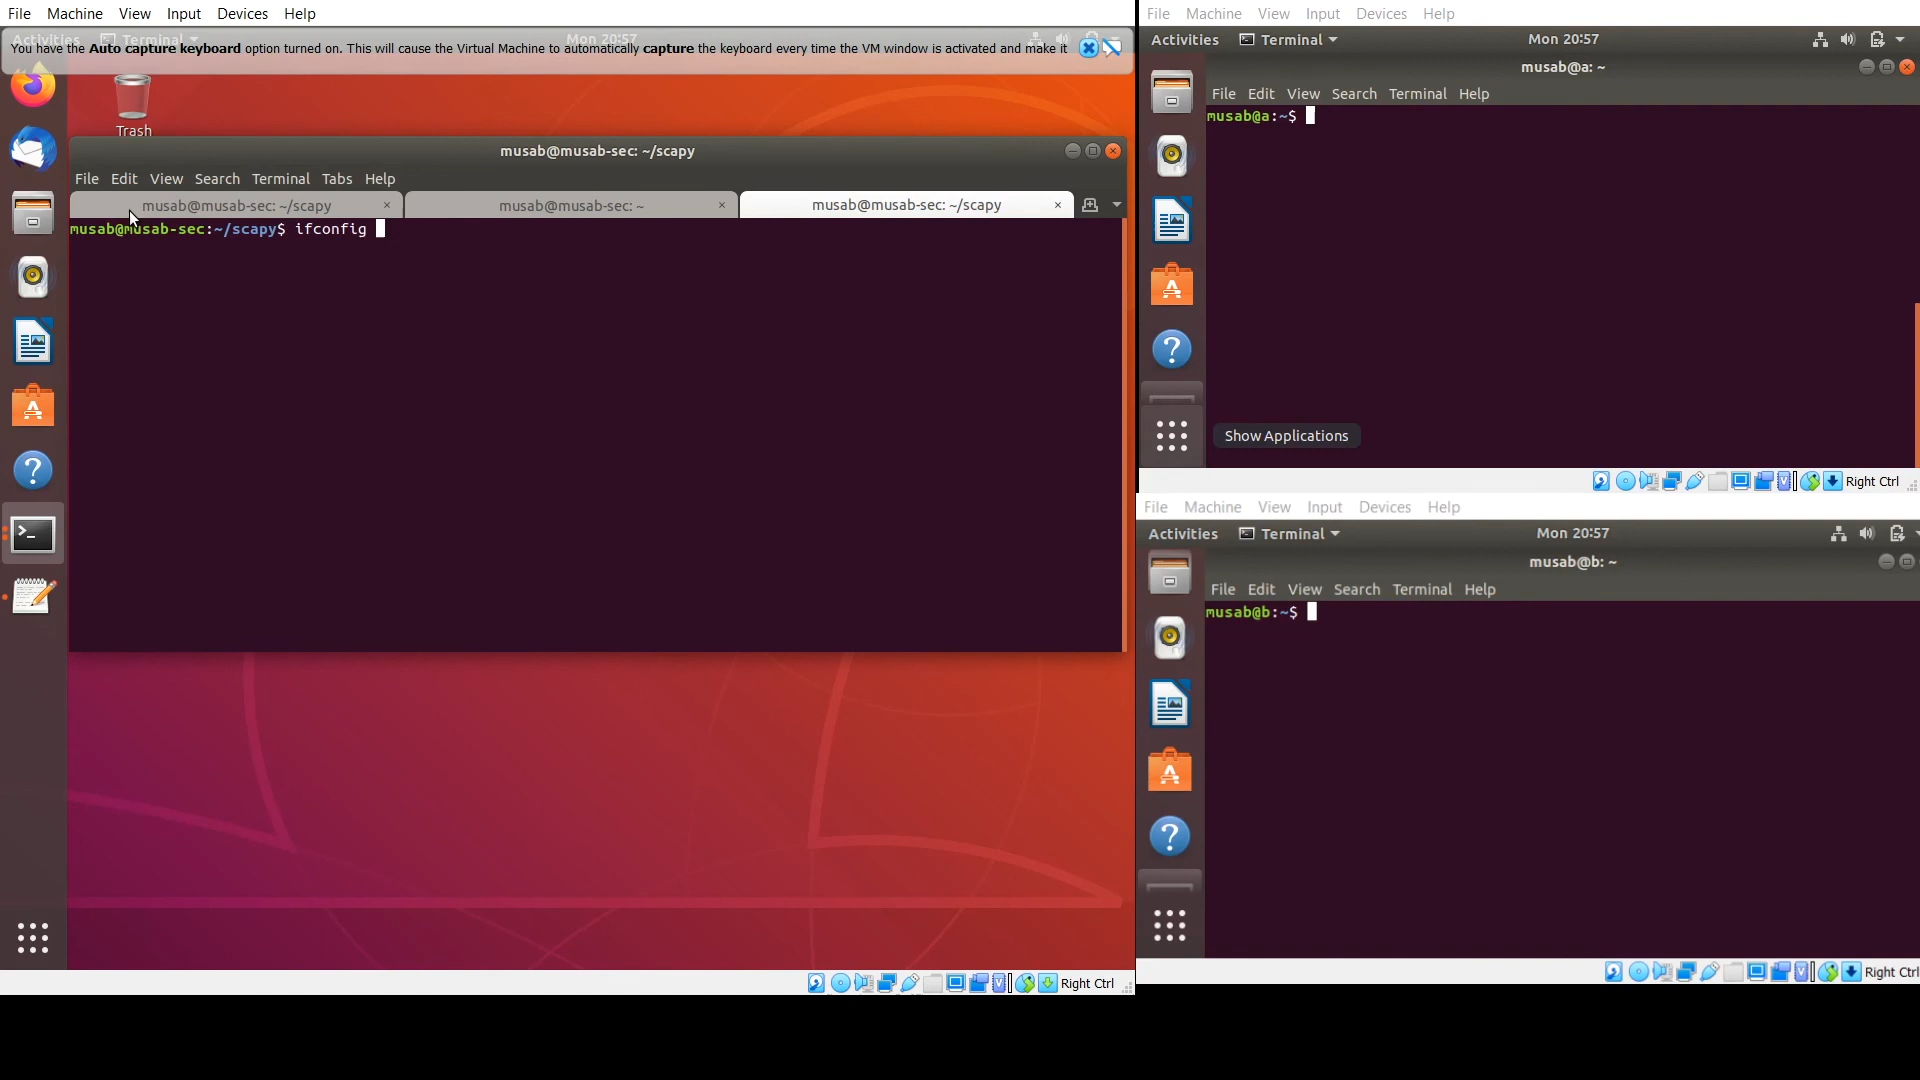 File Machine View Input Devices Help
Activities Terminal Mon 20:57
You have the Auto capture keyboard option turned on. This will cause the Virtual Machine to automatically capture the keyboard every time the VM window is activated and make it
Trash
musab@musab-sec: ~/scapy
File Edit View Search Terminal Tabs Help
musab@musab-sec: ~/scapy × musab@musab-sec: ~ × musab@musab-sec: ~/scapy ×
musab@musab-sec:~/scapy$ ifconfig
Right Ctrl
File Machine View Input Devices Help
Activities Terminal Mon 20:57
musab@a: ~
File Edit View Search Terminal Help
musab@a:~$
Show Applications
Right Ctrl
File Machine View Input Devices Help
Activities Terminal Mon 20:57
musab@b: ~
File Edit View Search Terminal Help
musab@b:~$
Right Ctrl